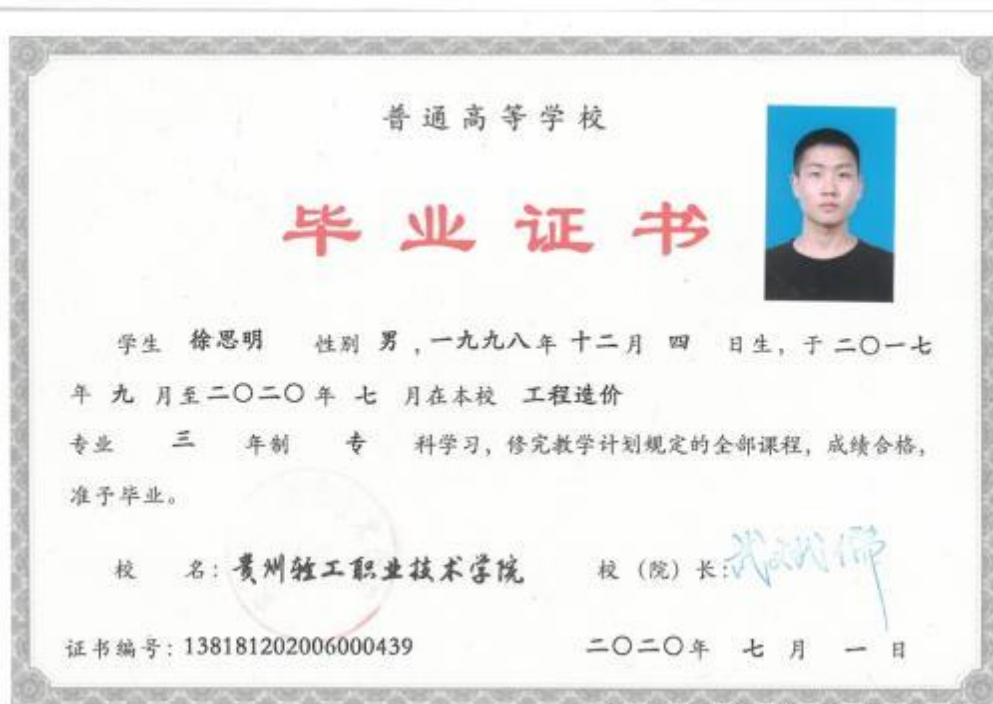 普通高等学校
毕业证书
学生 徐思明 性别 男 ,一九九八年 十二月 四 日生, 于二〇一七
年 九 月至二〇二〇年 七 月在本校 工程造价
专业 三 年制 专 科学习, 修完教学计划规定的全部课程, 成绩合格,
准予毕业。
校 名: 贵州轻工职业技术学院 校 (院) 长:
证书编号: 138181202006000439 二〇二〇年 七 月 一 日